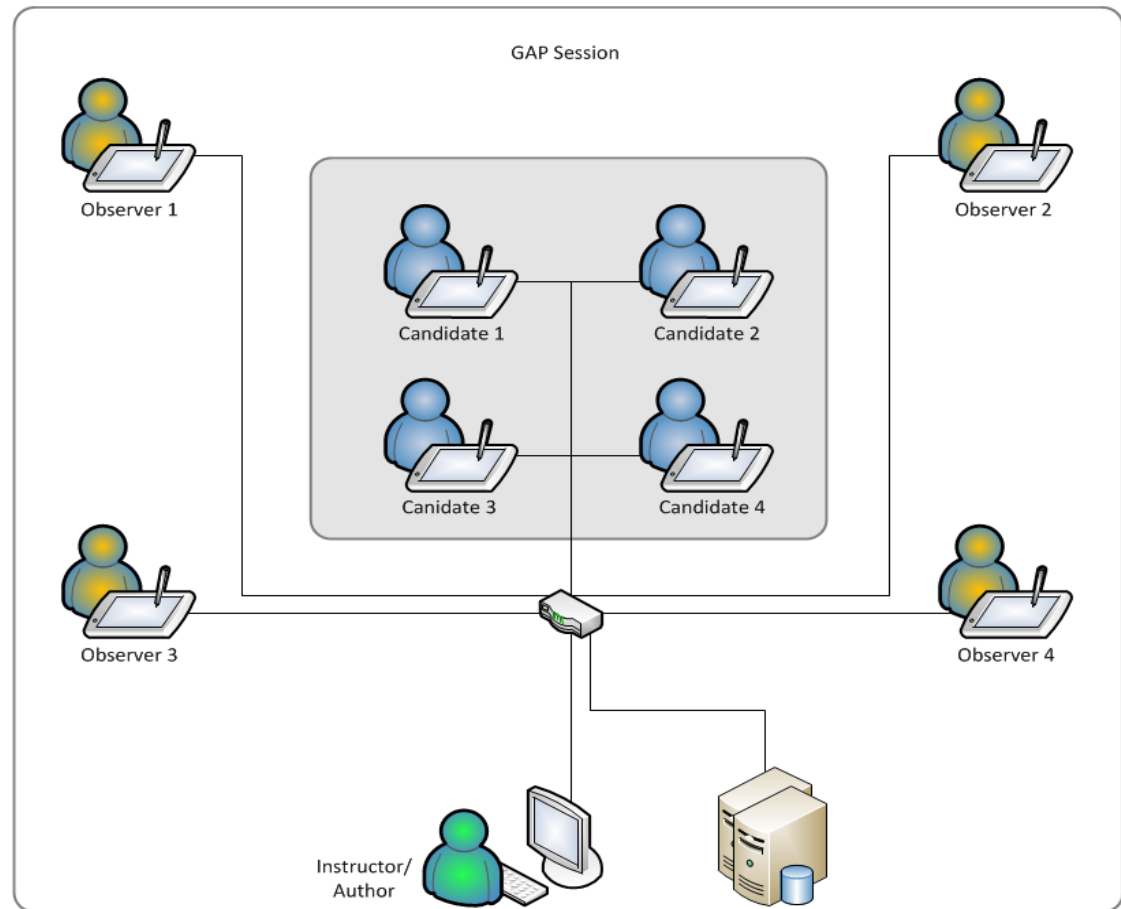 GAP Session
Observer 1
Observer 2
Candidate 1
Candidate 2
Canidate 3
Candidate 4
Observer 3
Observer 4
Instructor/
Author